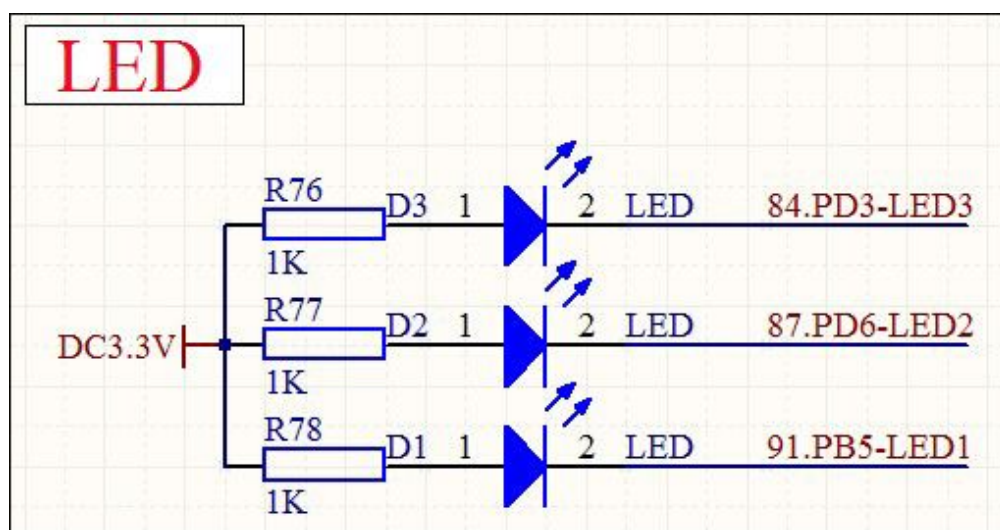 LED
R76
D3 1 2 LED 84.PD3-LED3
1K
R77
DC3.3V D2 1 2 LED 87.PD6-LED2
1K
R78
D1 1 2 LED 91.PB5-LED1
1K